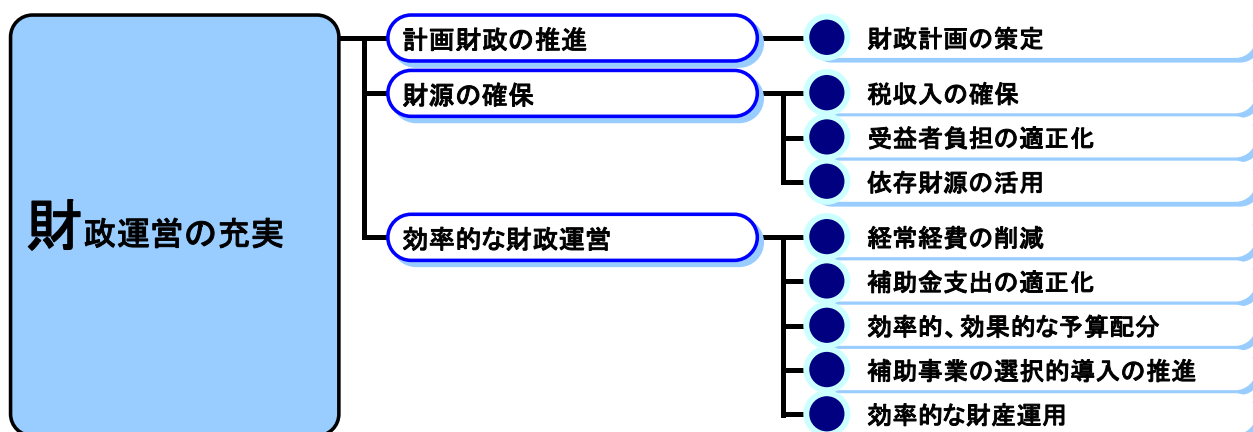 財政運営の充実
計画財政の推進
財政計画の策定
財源の確保
税収入の確保
受益者負担の適正化
依存財源の活用
効率的な財政運営
経常経費の削減
補助金支出の適正化
効率的、効果的な予算配分
補助事業の選択的導入の推進
効率的な財産運用